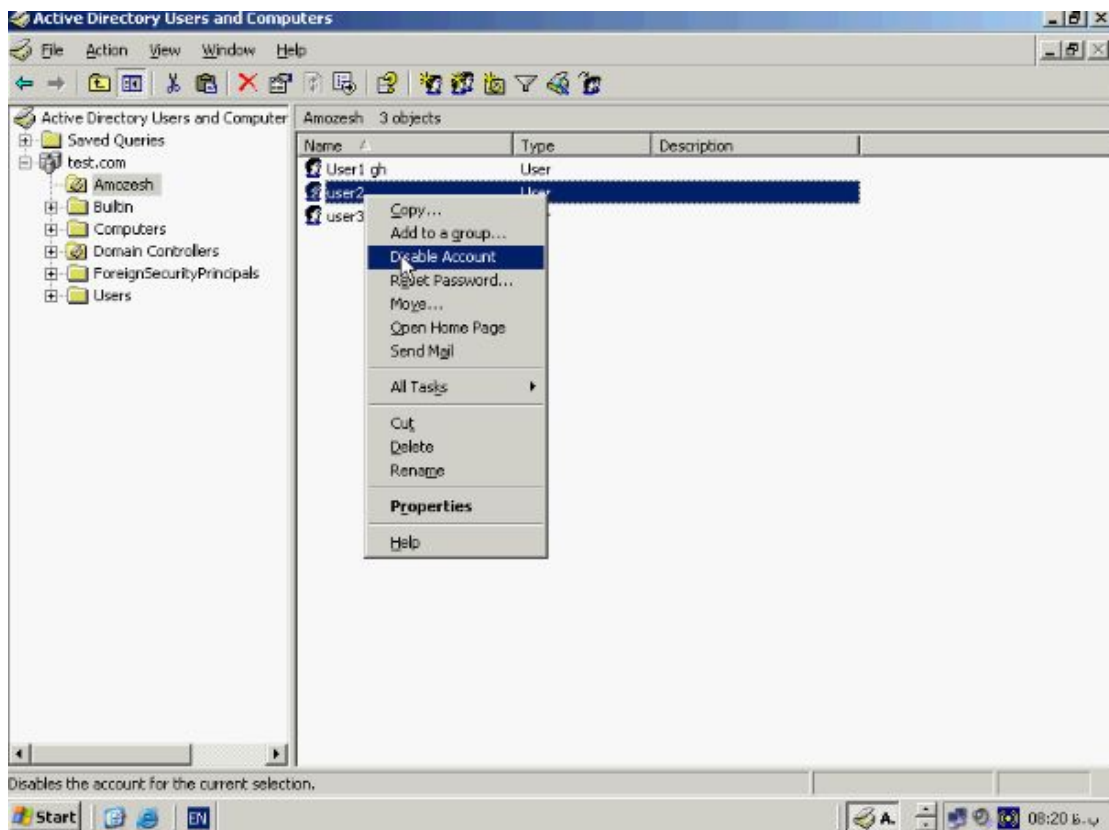 Active Directory Users and Computers
File Action View Window Help
Active Directory Users and Computer
Saved Queries
test.com
Amozesh
Builtin
Computers
Domain Controllers
ForeignSecurityPrincipals
Users
Amozesh 3 objects
Name Type Description
User1 gh User
user2 User
user3
Copy...
Add to a group...
Disable Account
Reset Password...
Move...
Open Home Page
Send Mail
All Tasks
Cut
Delete
Rename
Properties
Help
Disables the account for the current selection.
Start EN A. 08:20 ب.ظ